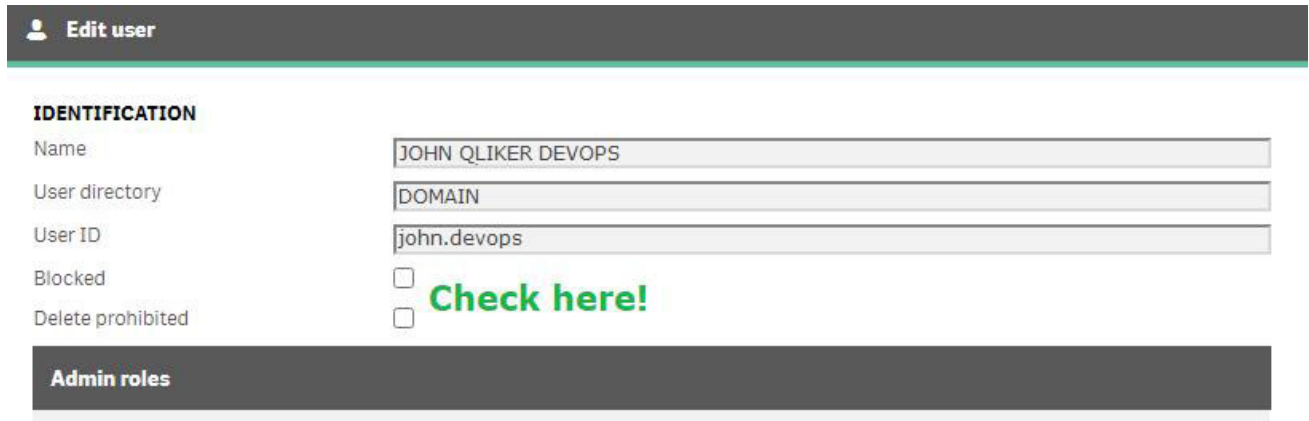 Edit user
IDENTIFICATION
Name JOHN QLIKER DEVOPS
User directory DOMAIN
User ID john.devops
Blocked
Check here!
Delete prohibited
Admin roles